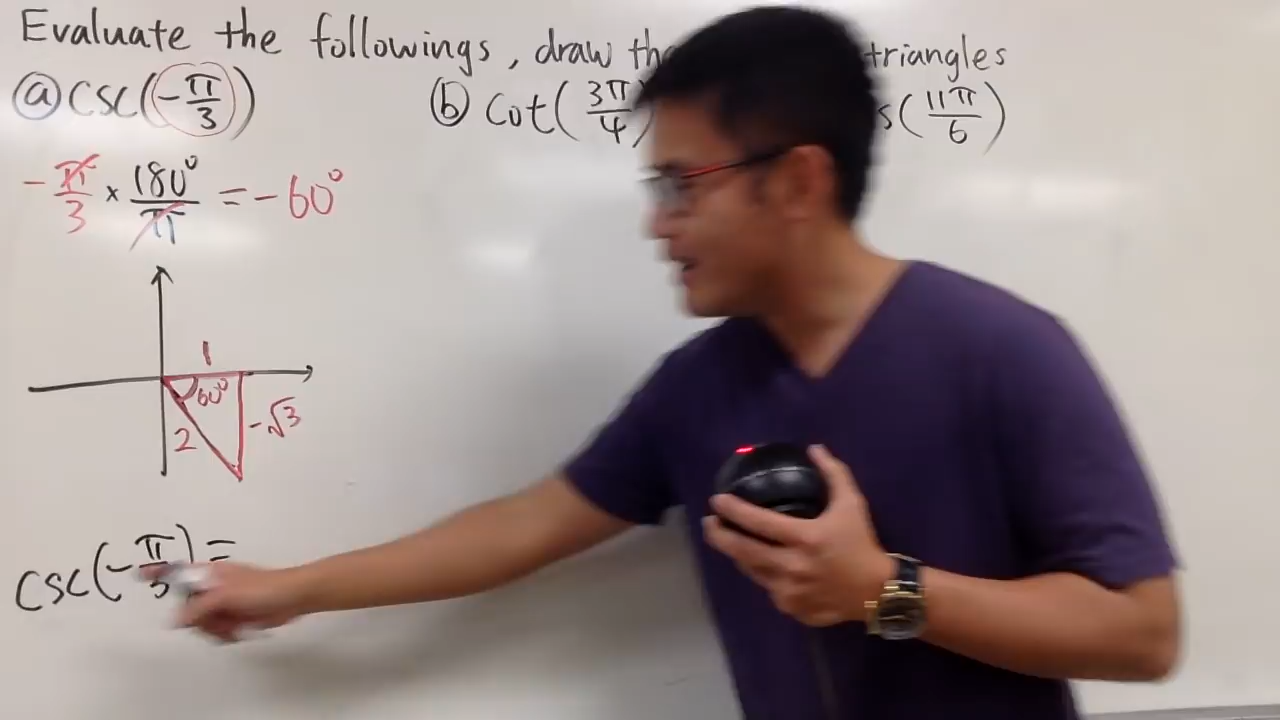 Evaluate the followings, draw triangles
ⓐ csc(-π/3)
ⓑ cot(3π/4)
s(11π/6)
-π/3 × 180°/π = -60°
1
60°
2
-√3
csc(-π/3) =